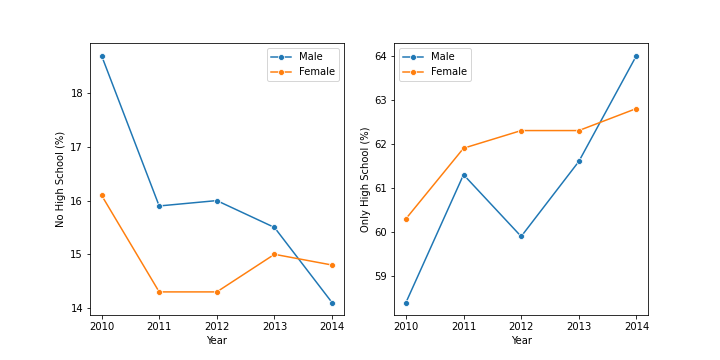 No High School (%)
18
17
16
15
14
2010 2011 2012 2013 2014
Year
Male
Female
Only High School (%)
64
63
62
61
60
59
2010 2011 2012 2013 2014
Year
Male
Female